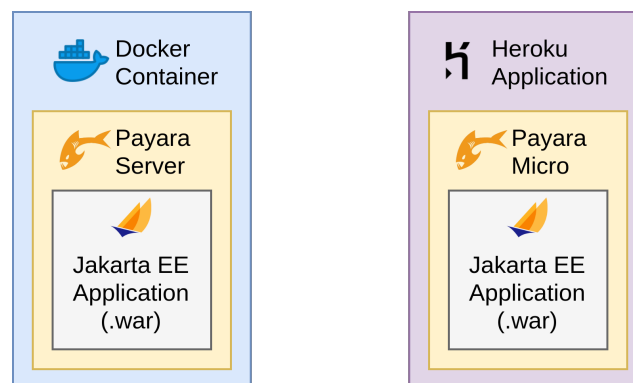 Docker
Container
Payara
Server
Jakarta EE
Application
(.war)
Heroku
Application
Payara
Micro
Jakarta EE
Application
(.war)